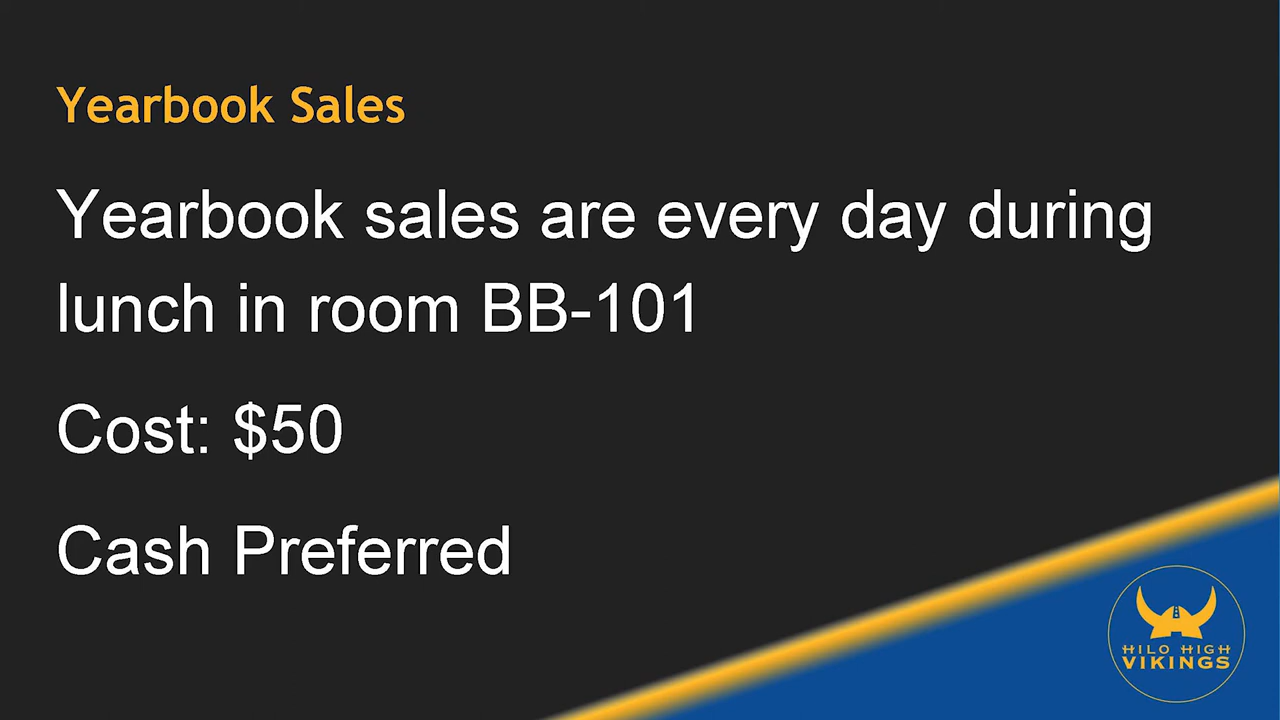 Yearbook Sales
Yearbook sales are every day during
lunch in room BB-101
Cost: $50
Cash Preferred
HILO HIGH
VIKINGS